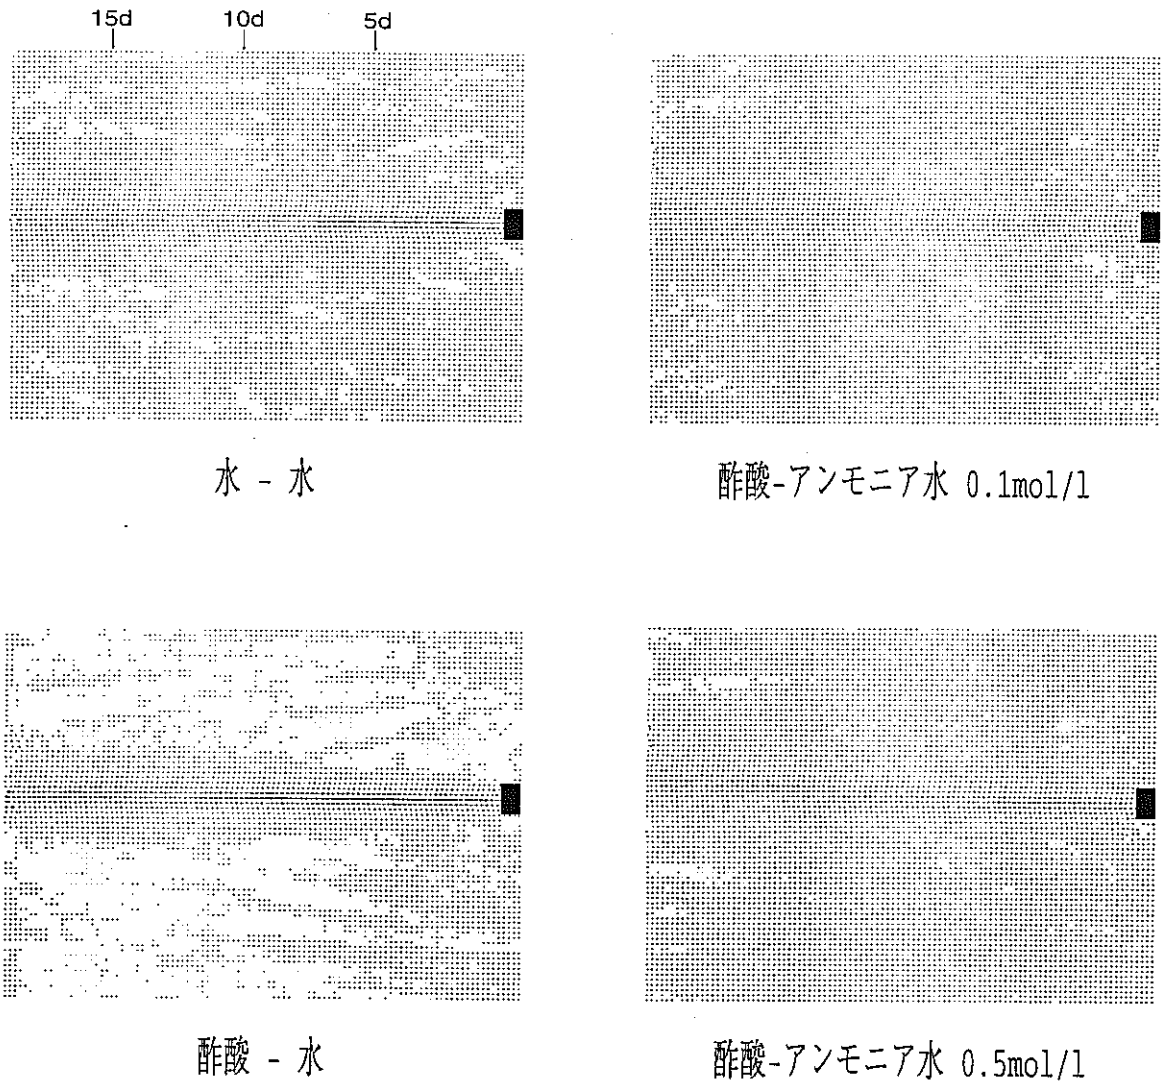 15d 10d 5d
水 - 水
酢酸-アンモニア水 0.1mol/l
酢酸 - 水
酢酸-アンモニア水 0.5mol/l